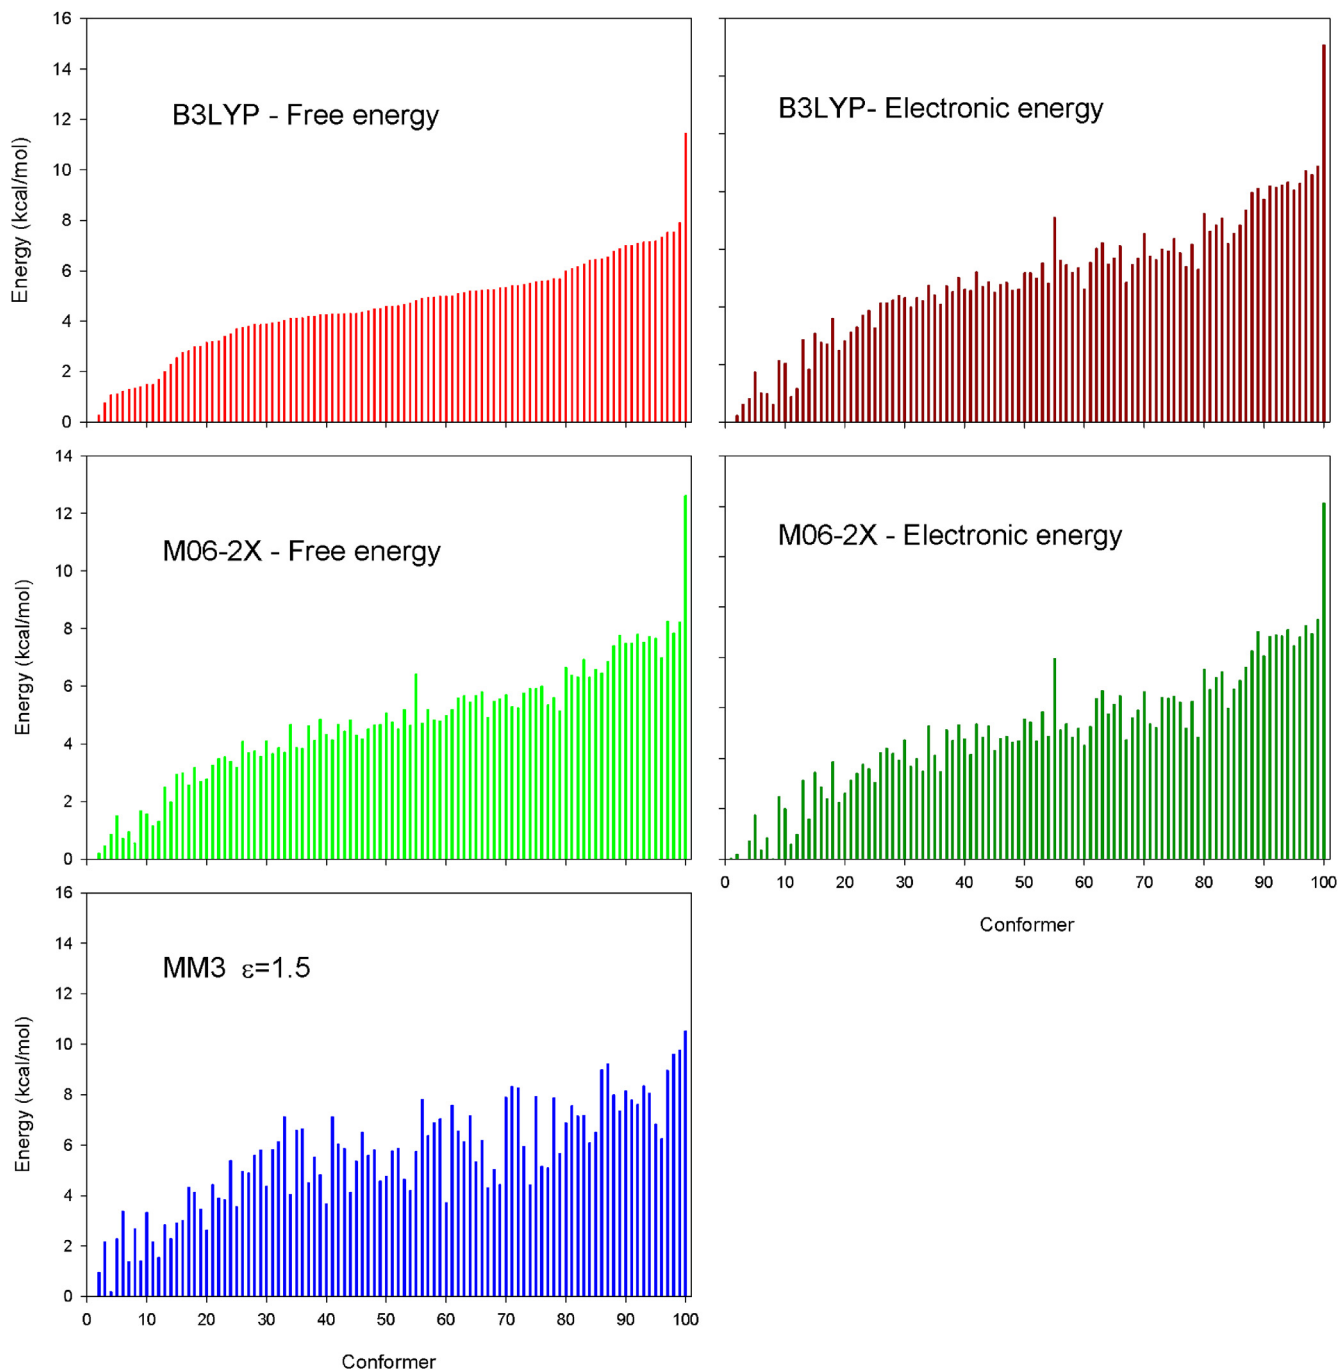 16
14
12
10
8
6
4
2
0
Energy (kcal/mol)
B3LYP - Free energy
B3LYP- Electronic energy
14
12
10
8
6
4
2
0
Energy (kcal/mol)
M06-2X - Free energy
M06-2X - Electronic energy
0 10 20 30 40 50 60 70 80 90 100
Conformer
16
14
12
10
8
6
4
2
0
Energy (kcal/mol)
MM3 ε=1.5
0 10 20 30 40 50 60 70 80 90 100
Conformer